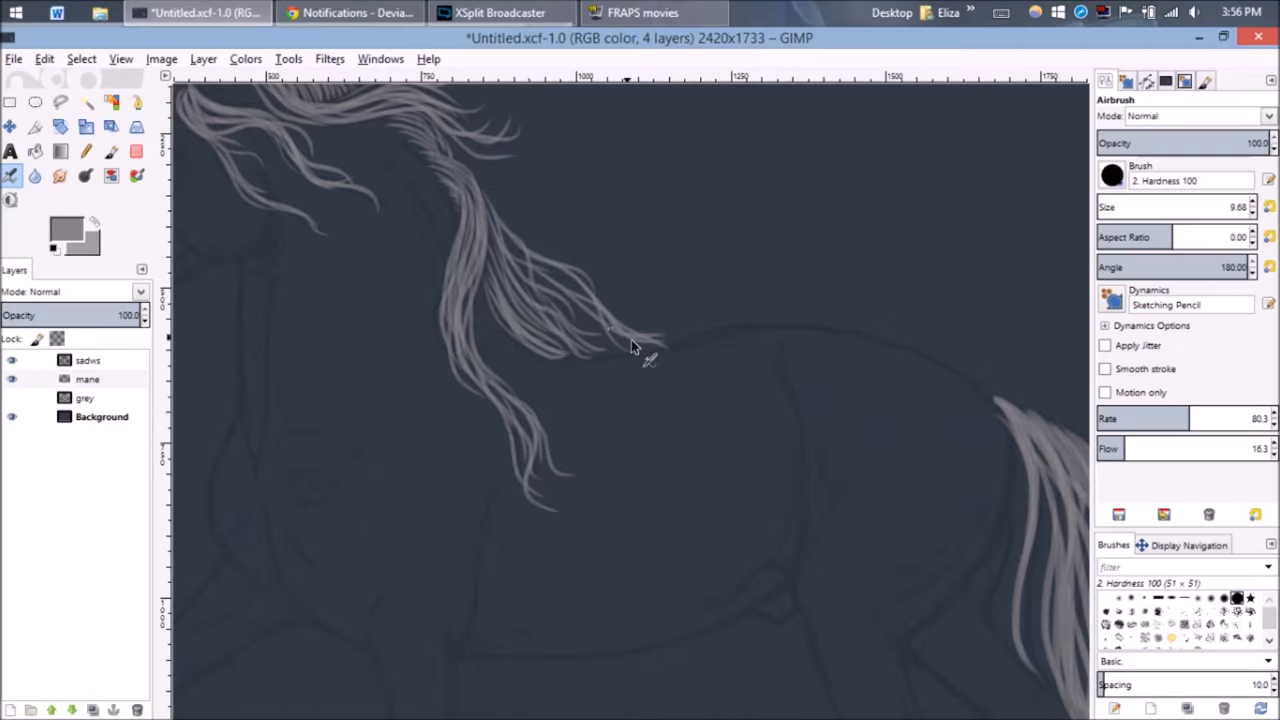 *Untitled.xcf-1.0 (RG... Notifications - Devia... XSplit Broadcaster FRAPS movies Desktop Eliza » 3:56 PM
*Untitled.xcf-1.0 (RGB color, 4 layers) 2420x1733 – GIMP
File Edit Select View Image Layer Colors Tools Filters Windows Help
500 750 1000 1250 1500 1750
Airbrush
Mode: Normal
Opacity 100.0
Brush
2. Hardness 100
Size 9.68
Aspect Ratio 0.00
Angle 180.00
Dynamics
Sketching Pencil
Dynamics Options
Apply Jitter
Smooth stroke
Motion only
Rate 80.3
Flow 16.3
Layers
Mode: Normal
Opacity 100.0
Lock:
sadws
mane
grey
Background
250
500
750
1000
Brushes Display Navigation
filter
2. Hardness 100 (51 × 51)
Basic.
Spacing 10.0